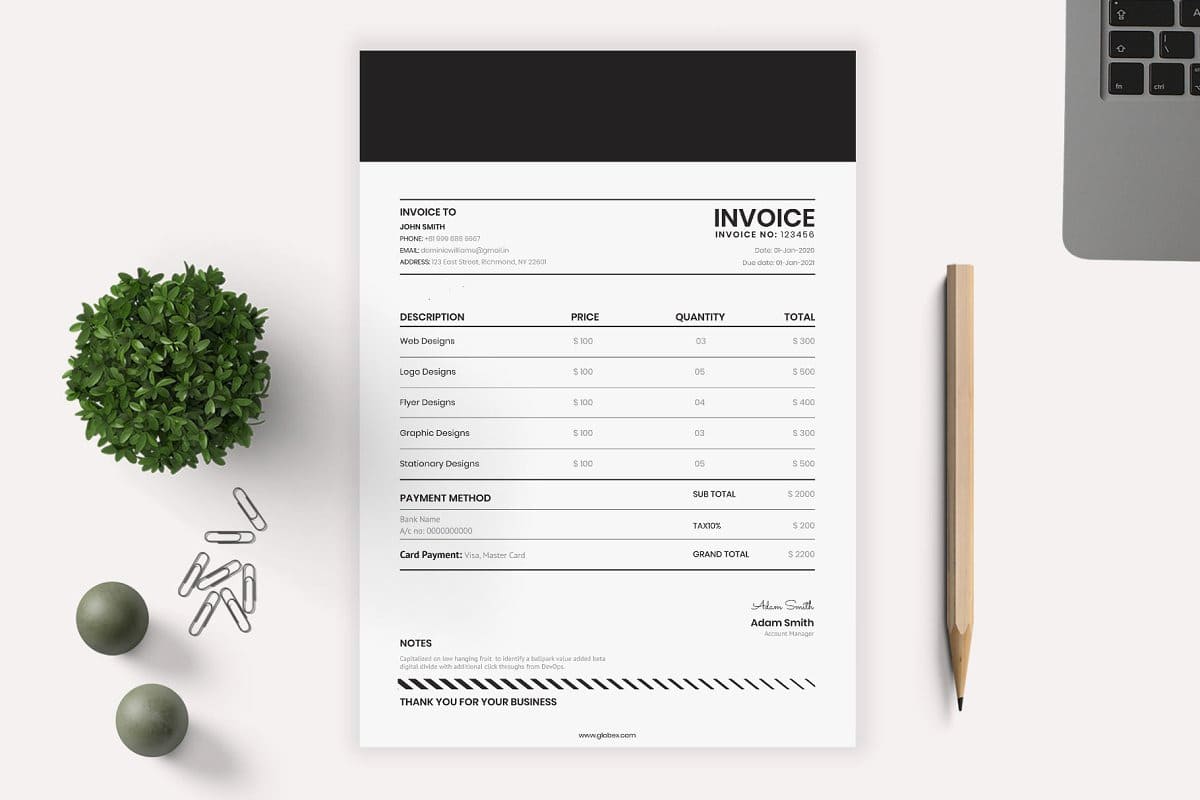 INVOICE TO
JOHN SMITH
PHONE: +61 999 688 6667
EMAIL: dominicwilliams@gmail.in
ADDRESS: 123 East Street, Richmond, NY 22601
INVOICE
INVOICE NO: 123456
Date: 01-Jan-2020
Due date: 01-Jan-2021
DESCRIPTION PRICE QUANTITY TOTAL
Web Designs $ 100 03 $ 300
Logo Designs $ 100 05 $ 500
Flyer Designs $ 100 04 $ 400
Graphic Designs $ 100 03 $ 300
Stationary Designs $ 100 05 $ 500
PAYMENT METHOD SUB TOTAL $ 2000
Bank Name
A/c no: 0000000000
TAX10% $ 200
Card Payment: Visa, Master Card GRAND TOTAL $ 2200
Adam Smith
Adam Smith
Account Manager
NOTES
Capitalized on low hanging fruit to identify a ballpark value added beta
digital divide with additional click throughs from DevOps.
THANK YOU FOR YOUR BUSINESS
www.globex.com
fn ctrl